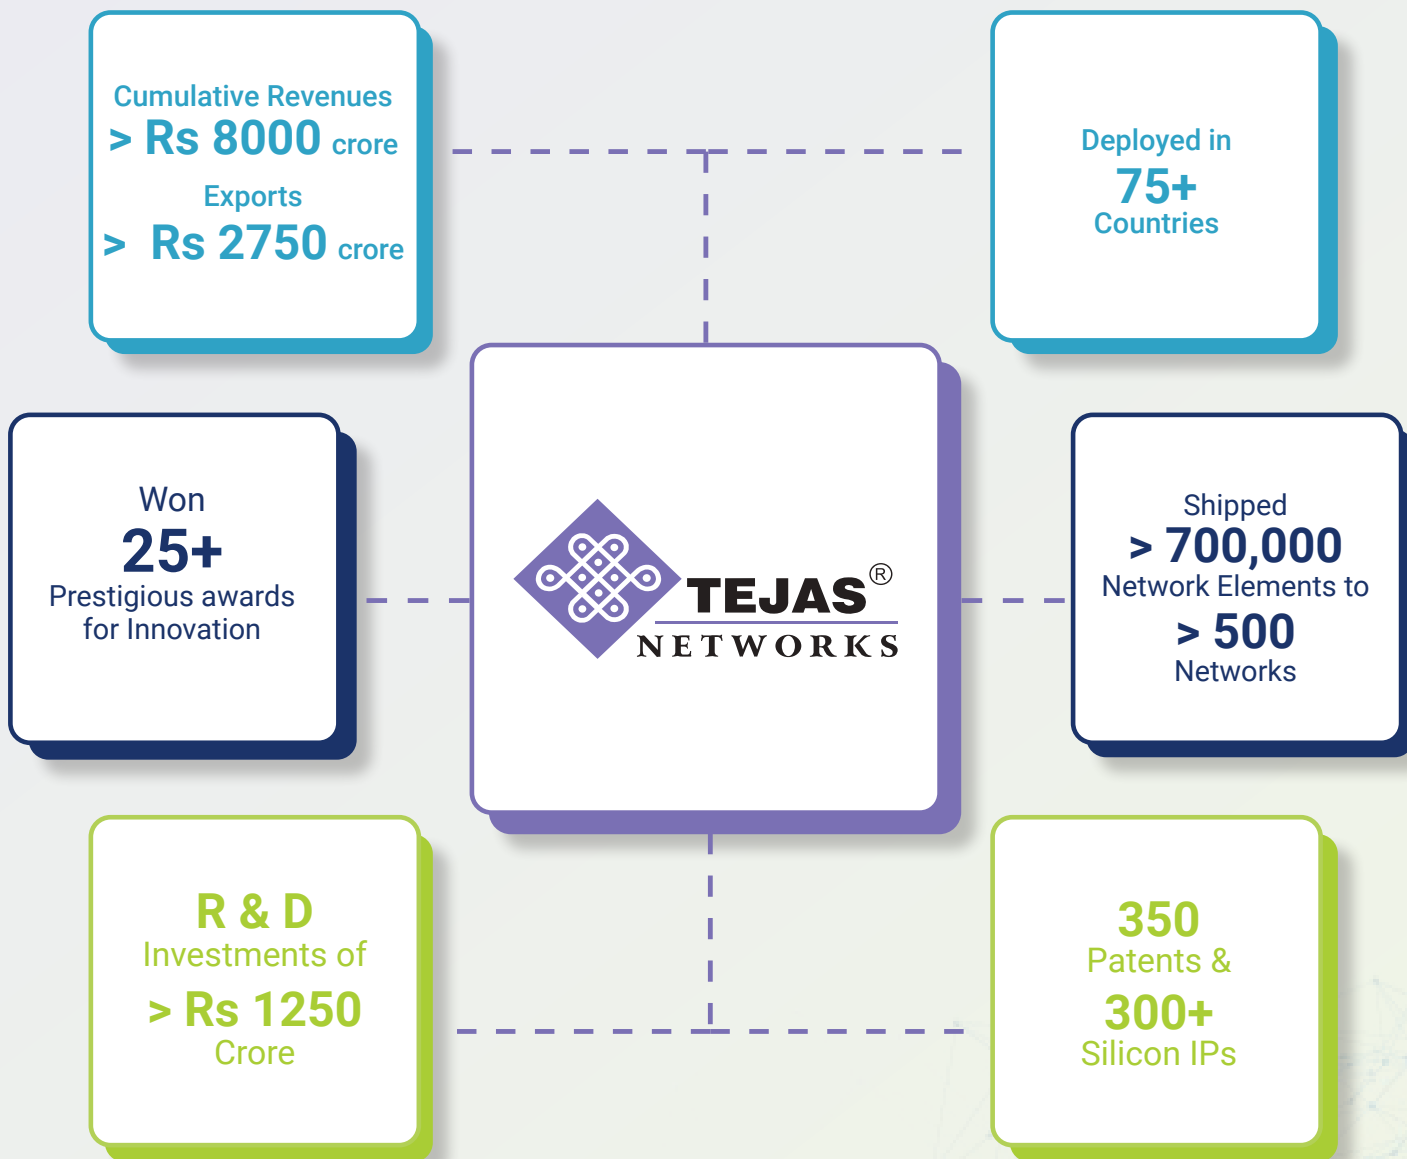 Cumulative Revenues
> Rs 8000 crore
Exports
> Rs 2750 crore
Deployed in
75+
Countries
Won
25+
Prestigious awards
for Innovation
TEJAS®
NETWORKS
Shipped
> 700,000
Network Elements to
> 500
Networks
R & D
Investments of
> Rs 1250
Crore
350
Patents &
300+
Silicon IPs